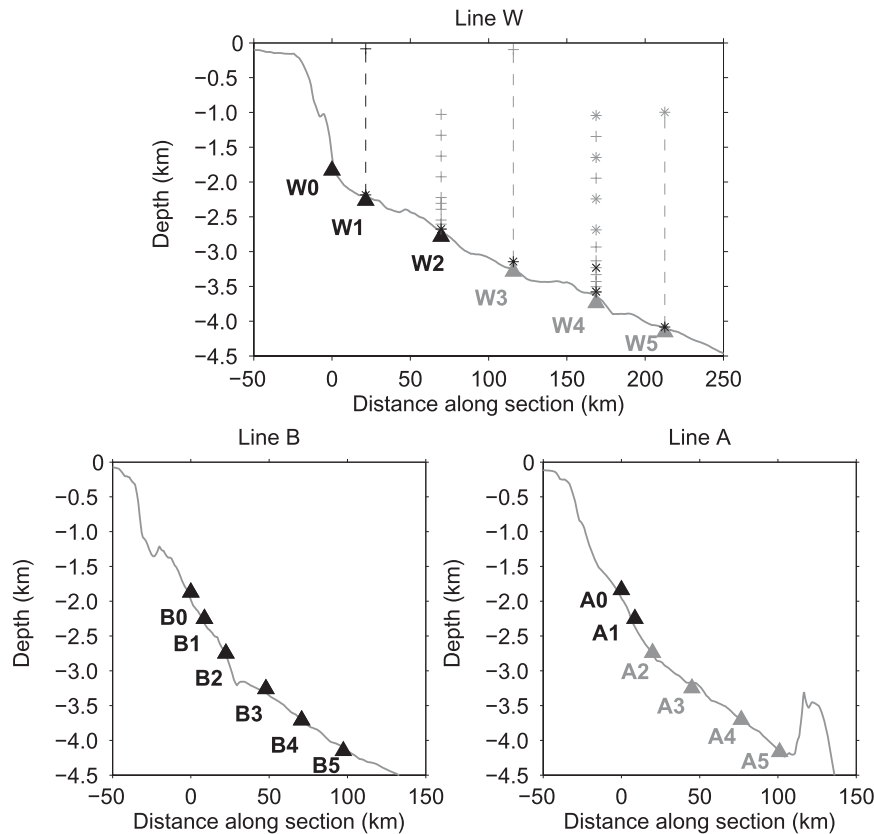 Line W
0
−0.5
−1.0
−1.5
−2.0
−2.5
−3.0
−3.5
−4.0
−4.5
Depth (km)
W0
W1
W2
W3
W4
W5
−50 0 50 100 150 200 250
Distance along section (km)
Line B
0
−0.5
−1.0
−1.5
−2.0
−2.5
−3.0
−3.5
−4.0
−4.5
Depth (km)
B0
B1
B2
B3
B4
B5
−50 0 50 100 150
Distance along section (km)
Line A
0
−0.5
−1.0
−1.5
−2.0
−2.5
−3.0
−3.5
−4.0
−4.5
Depth (km)
A0
A1
A2
A3
A4
A5
−50 0 50 100 150
Distance along section (km)